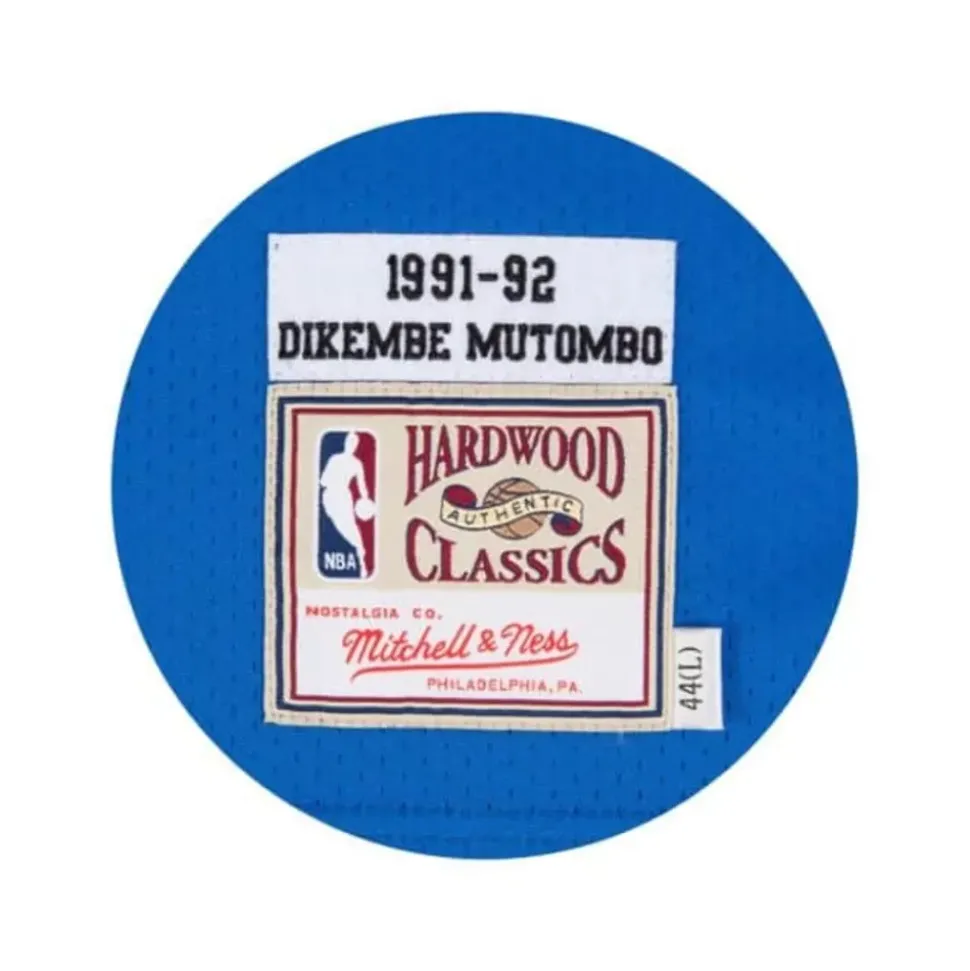 1991-92
DIKEMBE MUTOMBO
HARDWOOD
AUTHENTIC
CLASSICS
NBA
NOSTALGIA CO.
Mitchell & Ness
PHILADELPHIA, PA.
44(L)